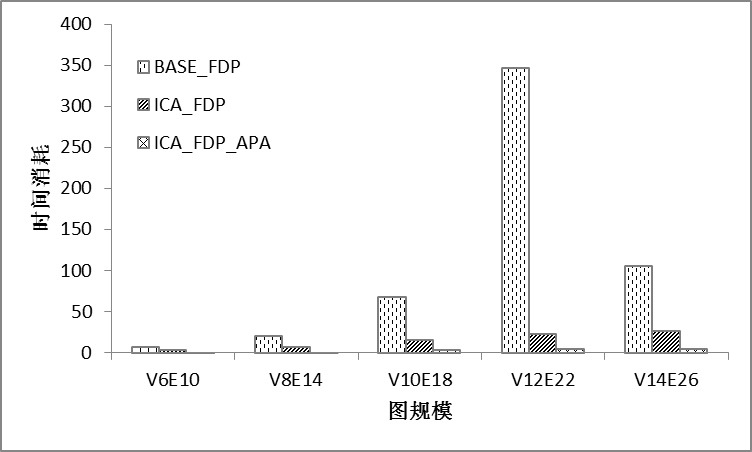 400
350
300
250
200
150
100
50
0
时间消耗
BASE_FDP
ICA_FDP
ICA_FDP_APA
V6E10 V8E14 V10E18 V12E22 V14E26
图规模